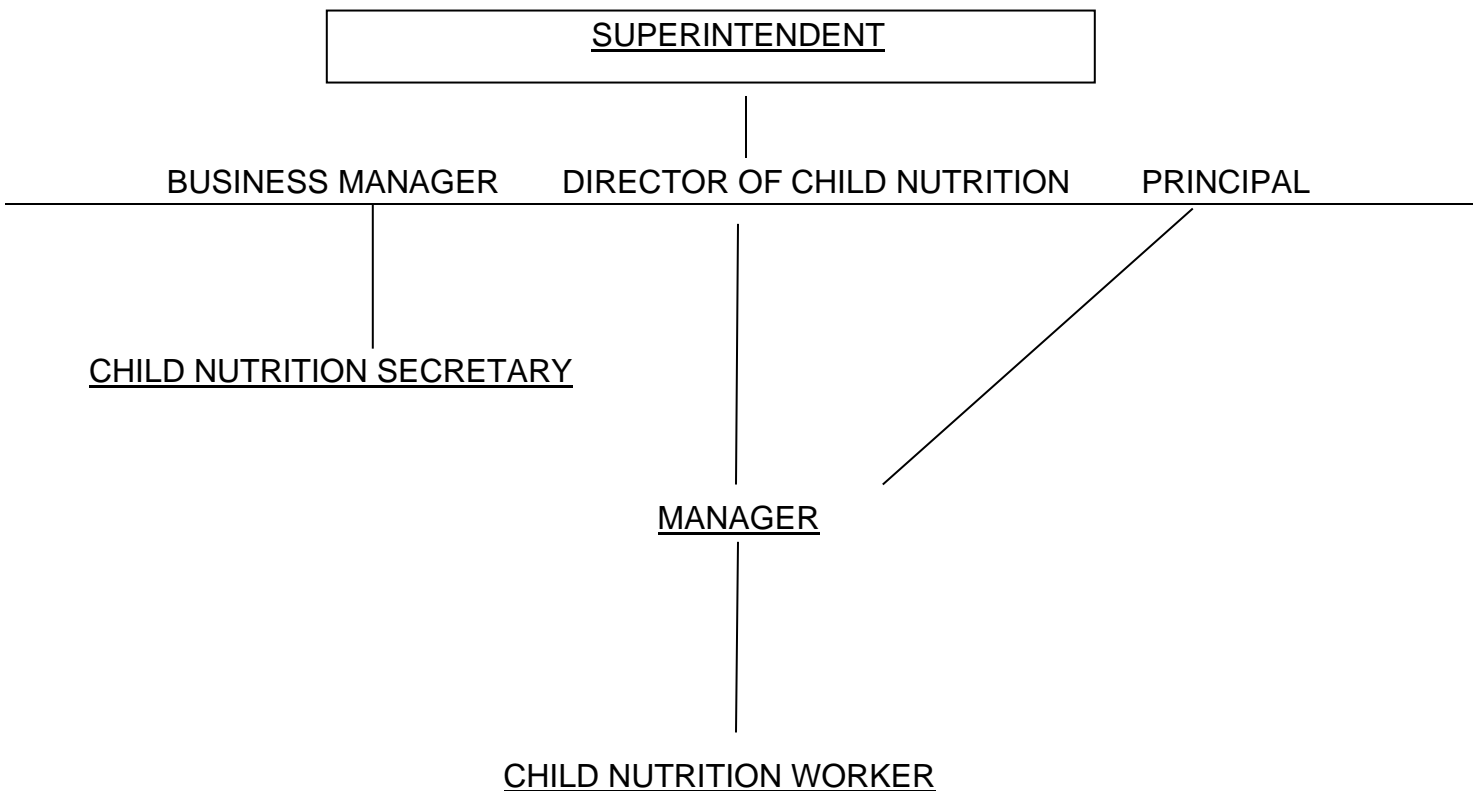 SUPERINTENDENT
BUSINESS MANAGER DIRECTOR OF CHILD NUTRITION PRINCIPAL
CHILD NUTRITION SECRETARY
MANAGER
CHILD NUTRITION WORKER